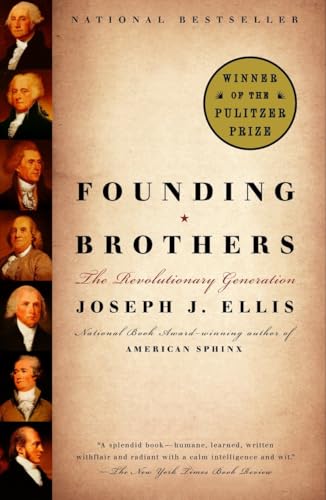 NATIONAL BESTSELLER
WINNER
OF THE
PULITZER
PRIZE
FOUNDING
BROTHERS
The Revolutionary Generation
JOSEPH J. ELLIS
National Book Award–winning author of
AMERICAN SPHINX
"A splendid book—humane, learned, written
withflair and radiant with a calm intelligence and wit."
—The New York Times Book Review